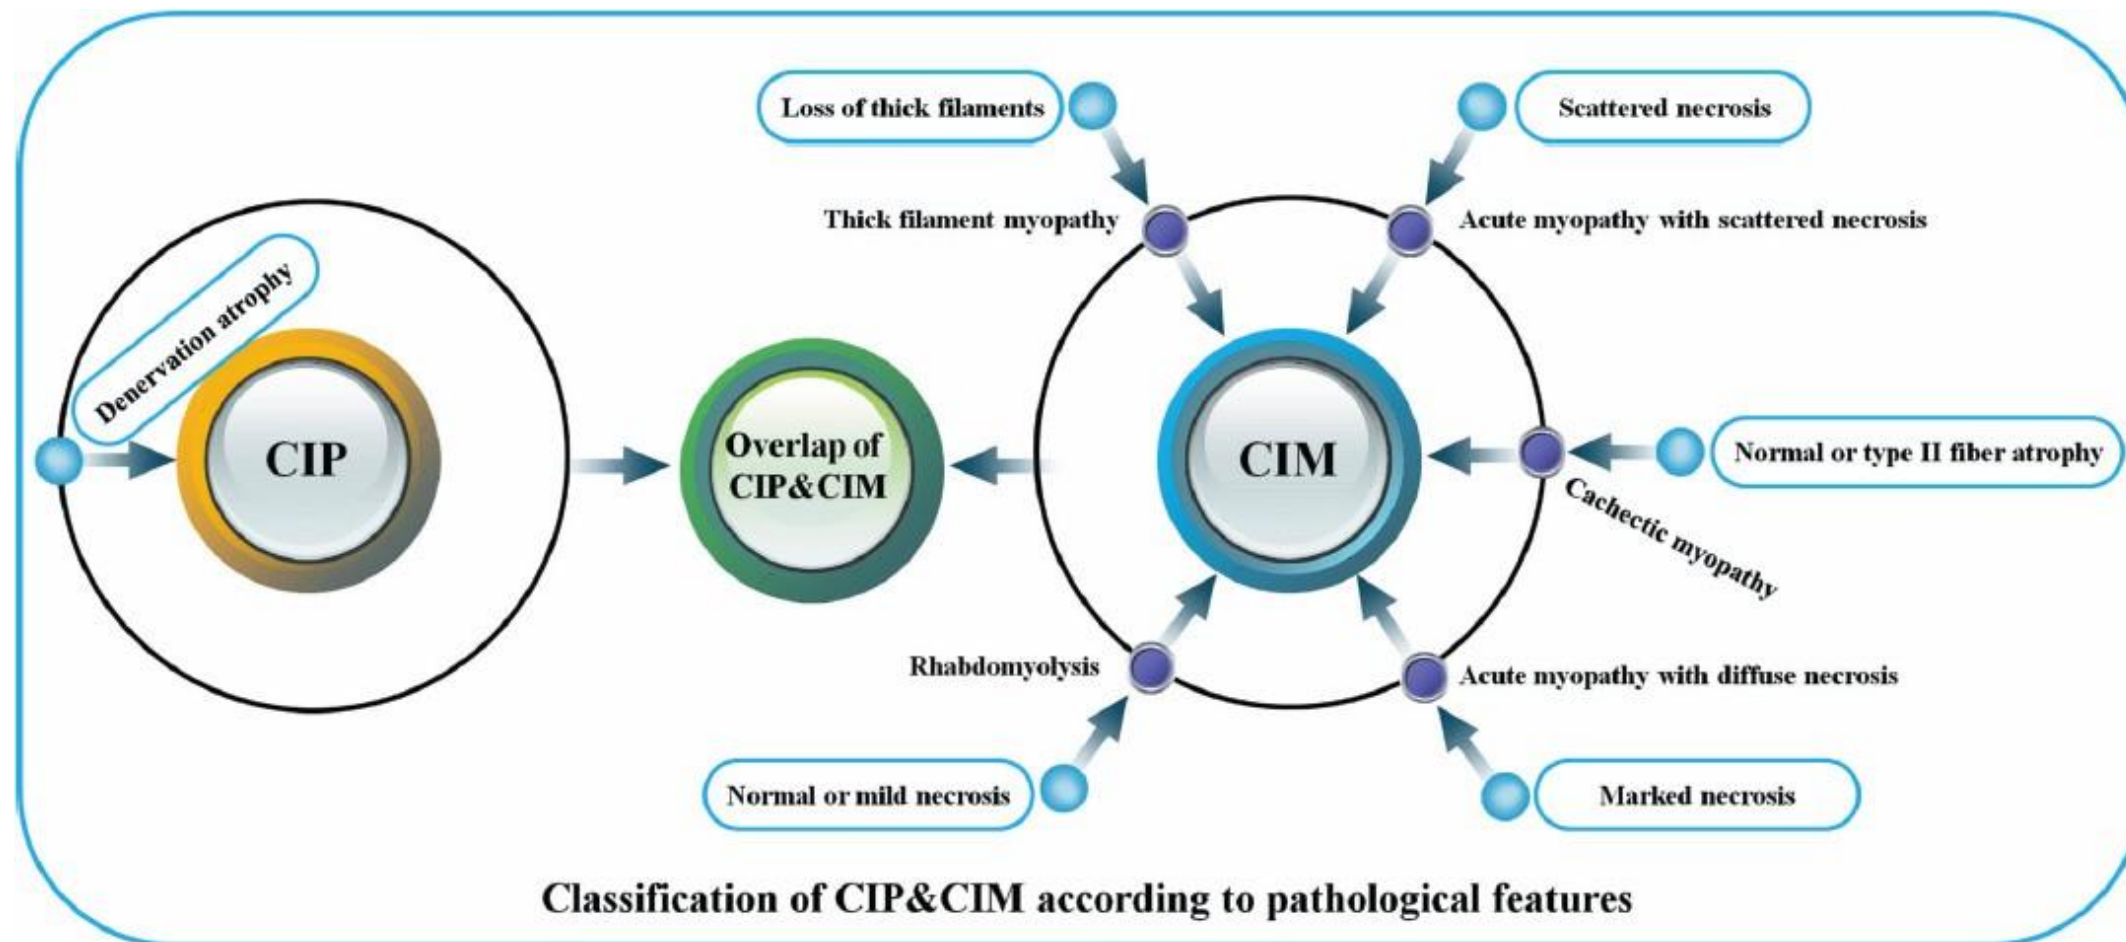 Loss of thick filaments
Scattered necrosis
Thick filament myopathy
Acute myopathy with scattered necrosis
Denervation atrophy
CIP
Overlap of
CIP&CIM
CIM
Normal or type II fiber atrophy
Cachectic myopathy
Rhabdomyolysis
Acute myopathy with diffuse necrosis
Normal or mild necrosis
Marked necrosis
Classification of CIP&CIM according to pathological features